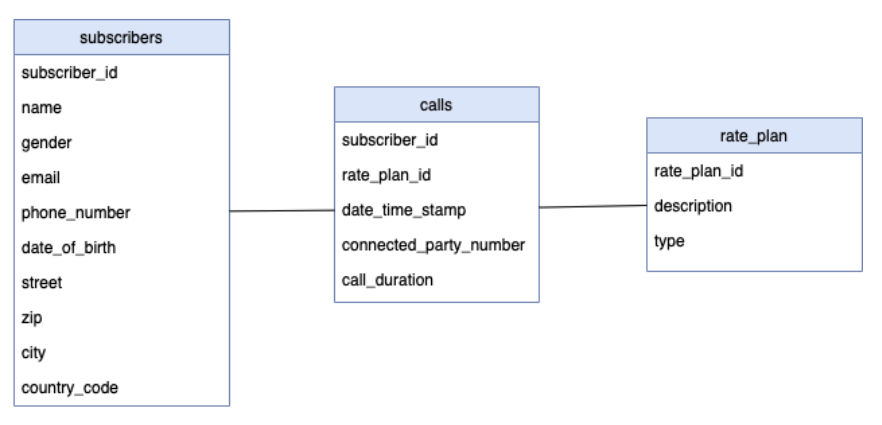 subscribers
subscriber_id
name
gender
email
phone_number
date_of_birth
street
zip
city
country_code
calls
subscriber_id
rate_plan_id
date_time_stamp
connected_party_number
call_duration
rate_plan
rate_plan_id
description
type